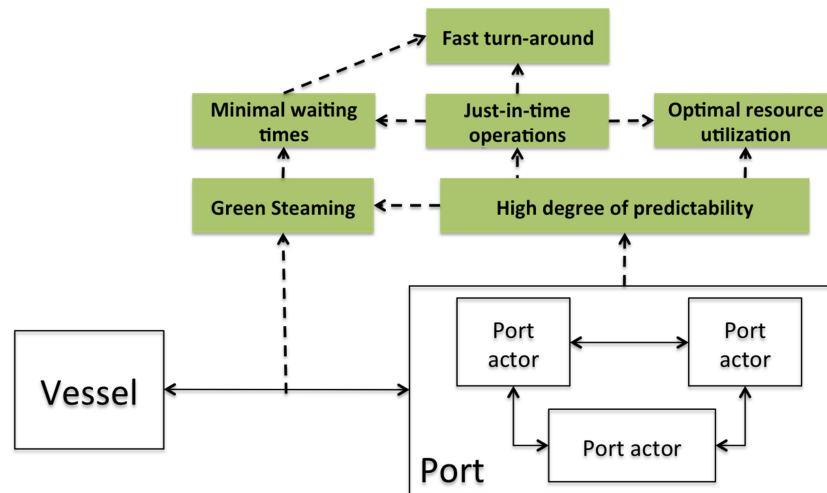 Fast turn-around
Minimal waiting
times
Just-in-time
operations
Optimal resource
utilization
Green Steaming
High degree of predictability
Vessel
Port
actor
Port
actor
Port actor
Port